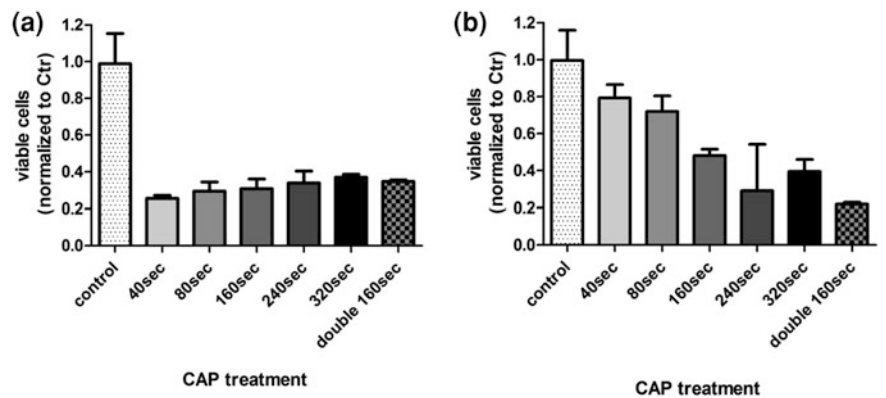 (a)
1.2
1.0
0.8
0.6
0.4
0.2
0.0
viable cells
(normalized to Ctr)
control
40sec
80sec
160sec
240sec
320sec
double 160sec
CAP treatment
(b)
1.2
1.0
0.8
0.6
0.4
0.2
0.0
viable cells
(normalized to Ctr)
control
40sec
80sec
160sec
240sec
320sec
double 160sec
CAP treatment